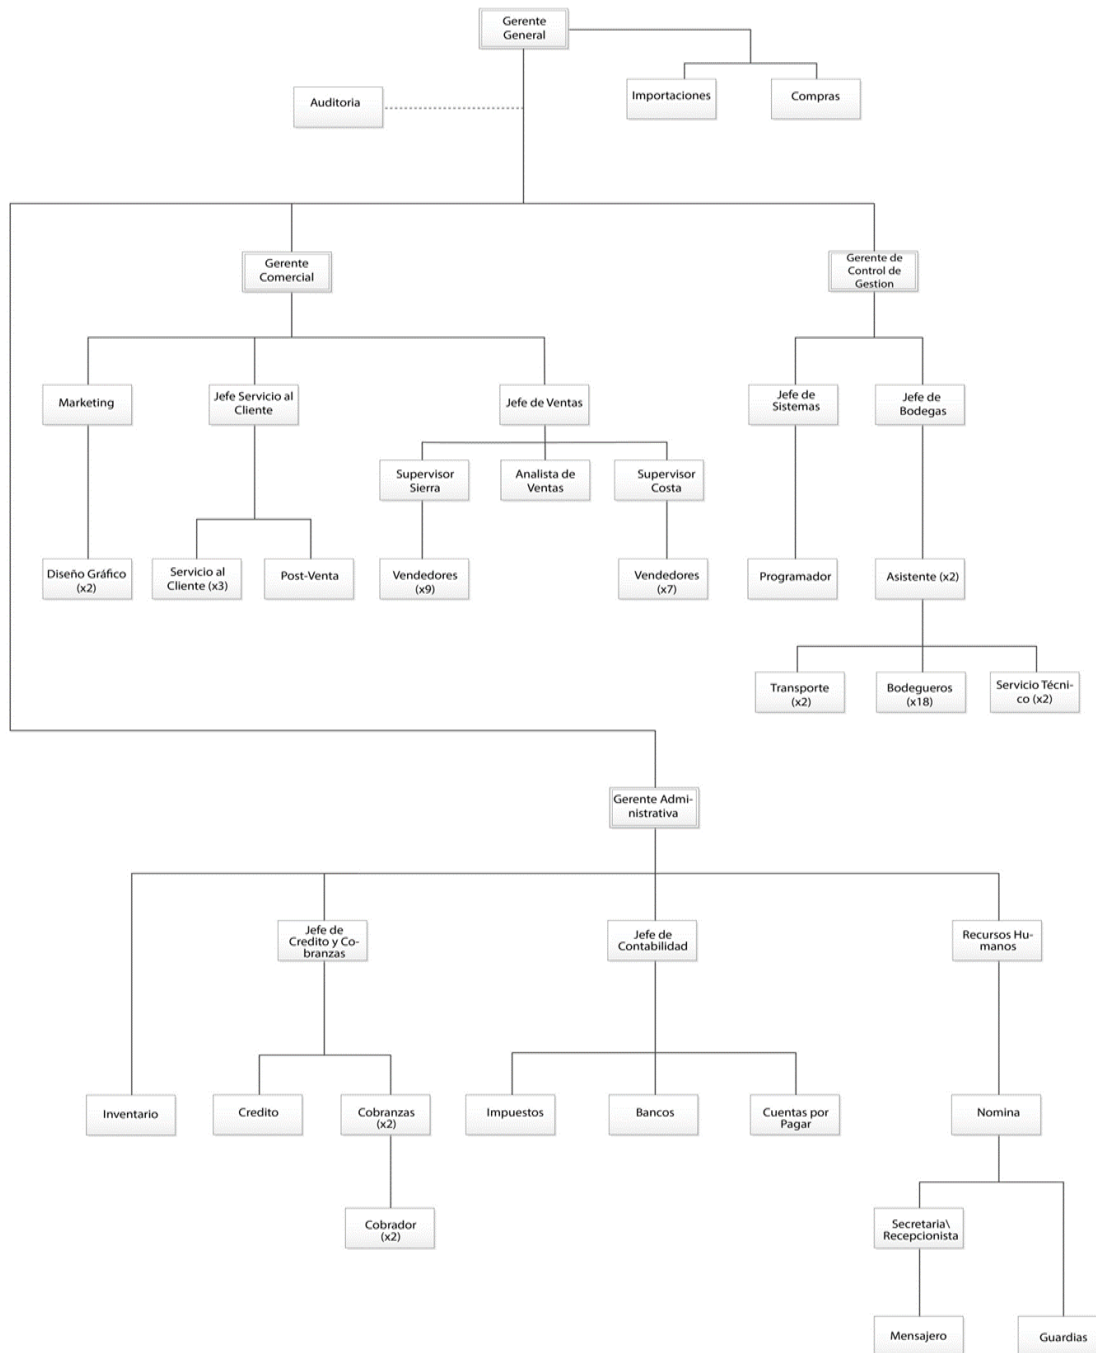 Gerente
General
Importaciones
Compras
Auditoria
Gerente
Comercial
Gerente de
Control de
Gestion
Marketing
Jefe Servicio al
Cliente
Jefe de Ventas
Jefe de
Sistemas
Jefe de
Bodegas
Supervisor
Sierra
Analista de
Ventas
Supervisor
Costa
Diseño Gráfico
(x2)
Servicio al
Cliente (x3)
Post-Venta
Vendedores
(x9)
Vendedores
(x7)
Programador
Asistente (x2)
Transporte
(x2)
Bodegueros
(x18)
Servicio Técni-
co (x2)
Gerente Admi-
nistrativa
Jefe de
Credito y Co-
branzas
Jefe de
Contabilidad
Recursos Hu-
manos
Inventario
Credito
Cobranzas
(x2)
Impuestos
Bancos
Cuentas por
Pagar
Nomina
Cobrador
(x2)
Secretaria\
Recepcionista
Mensajero
Guardias